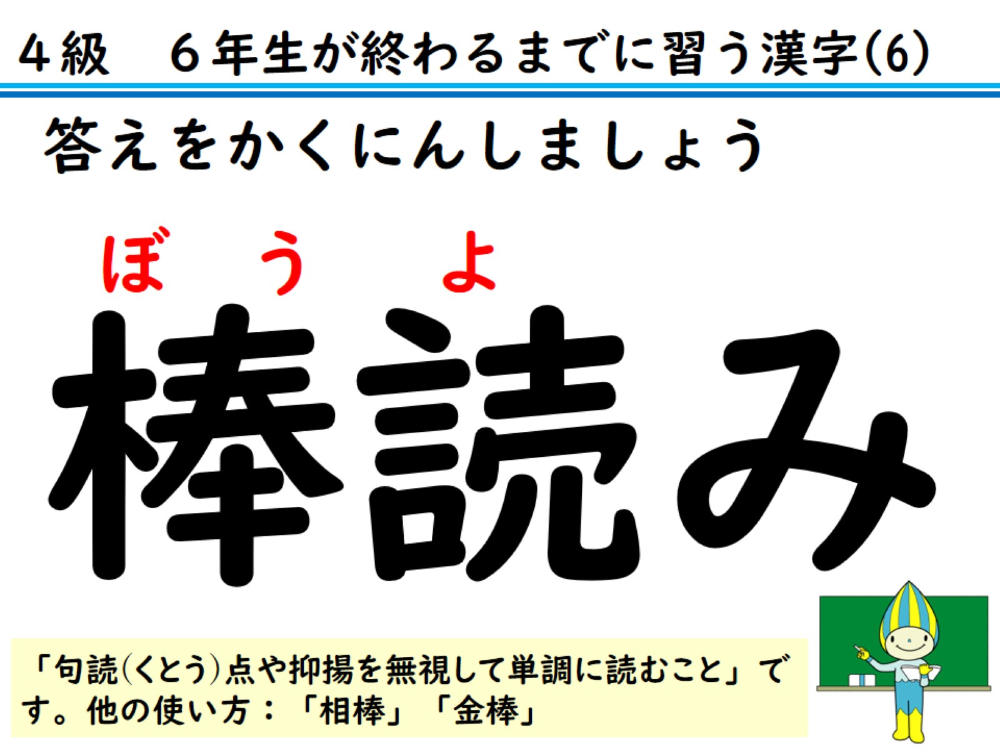 ４級　６年生が終わるまでに習う漢字(6)
答えをかくにんしましょう
ぼ う よ
棒読み
「句読(くとう)点や抑揚を無視して単調に読むこと」で
す。他の使い方：「相棒」「金棒」